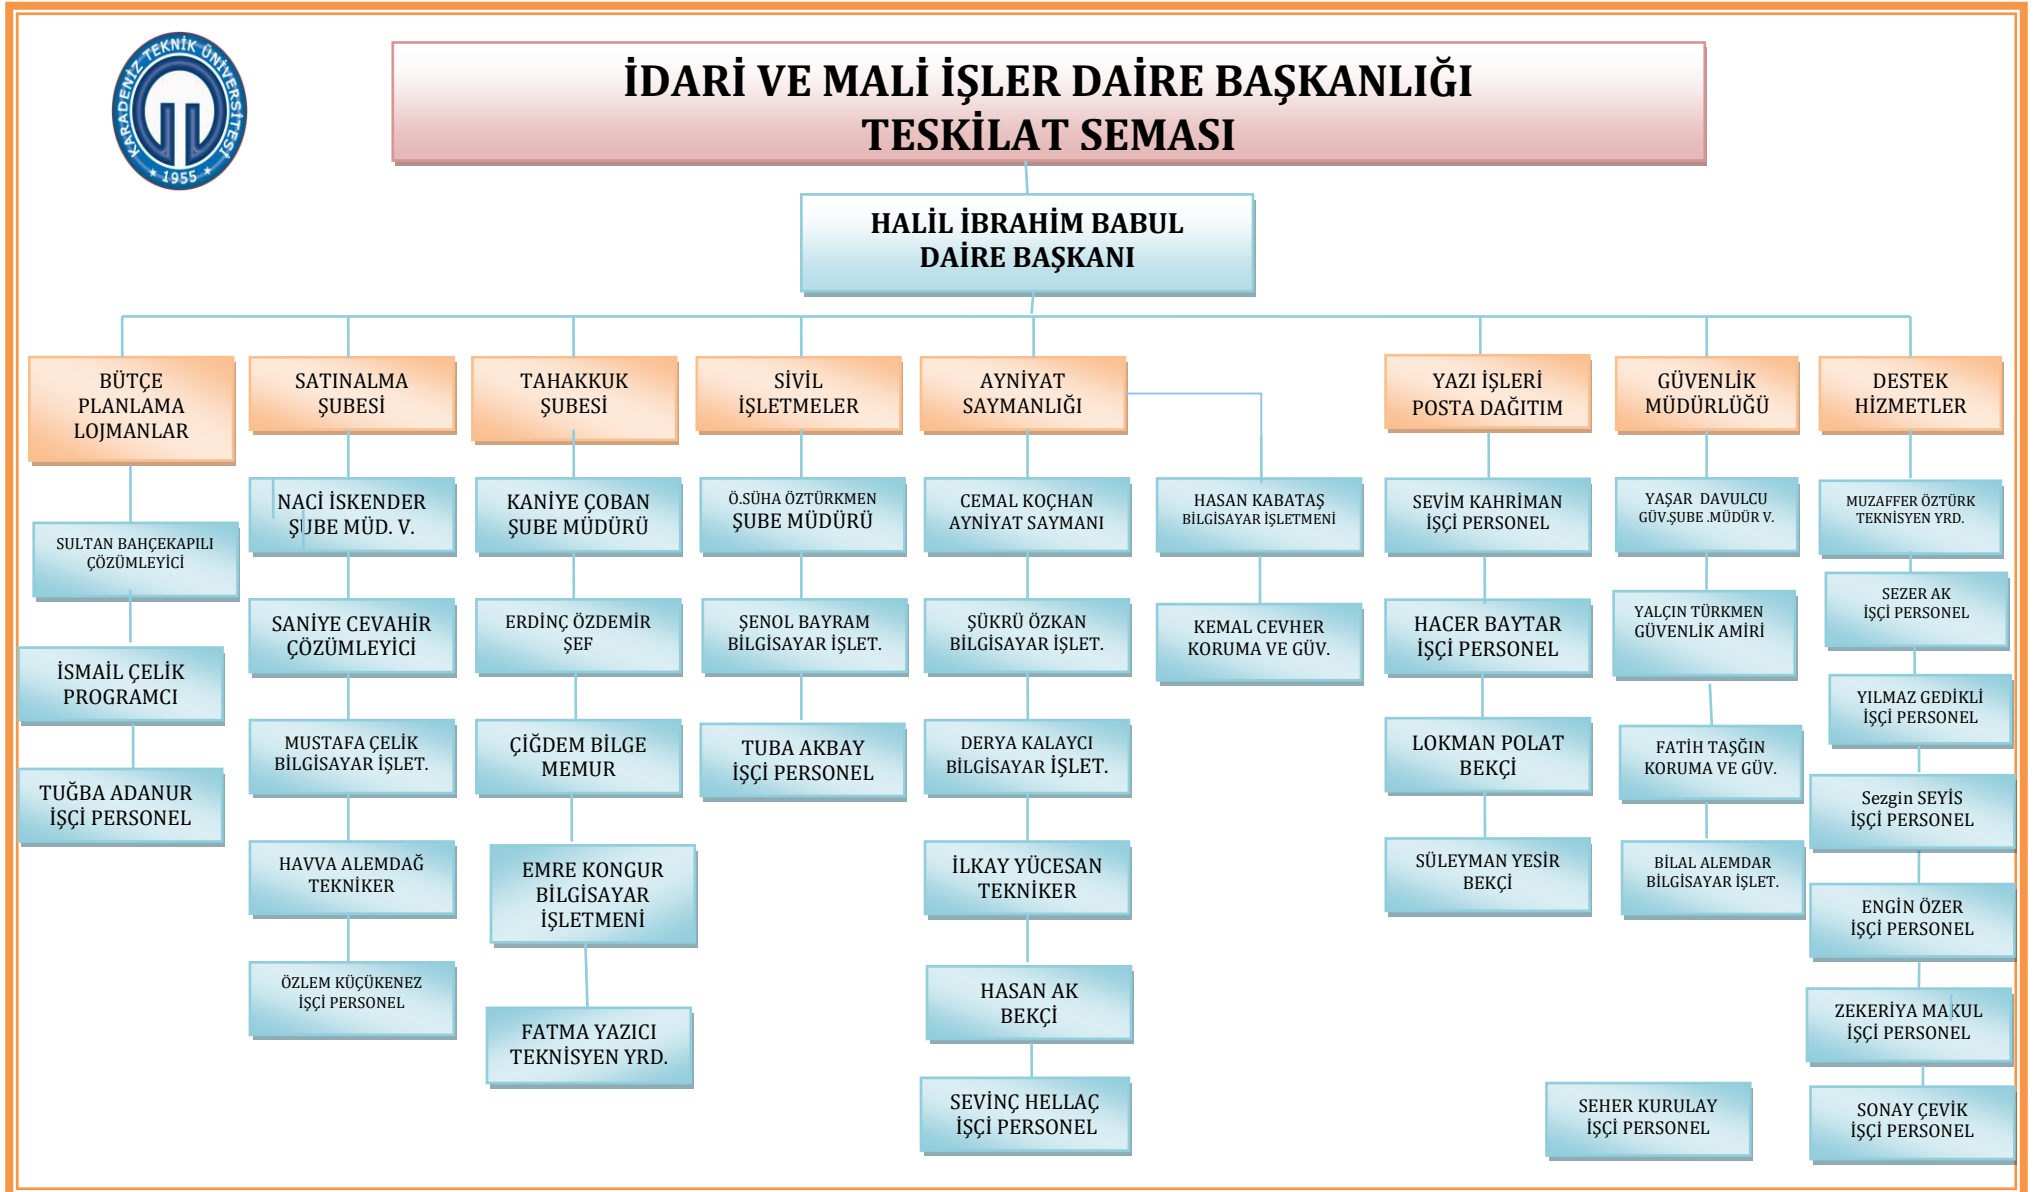 KARADENİZ TEKNİK ÜNİVERSİTESİ
* 1955 *
İDARİ VE MALİ İŞLER DAİRE BAŞKANLIĞI
TESKİLAT SEMASI
HALİL İBRAHİM BABUL
DAİRE BAŞKANI
BÜTÇE
PLANLAMA
LOJMANLAR
SULTAN BAHÇEKAPILI
ÇÖZÜMLEYİCİ
İSMAİL ÇELİK
PROGRAMCI
TUĞBA ADANUR
İŞÇİ PERSONEL
SATINALMA
ŞUBESİ
NACİ İSKENDER
ŞUBE MÜD. V.
SANİYE CEVAHİR
ÇÖZÜMLEYİCİ
MUSTAFA ÇELİK
BİLGİSAYAR İŞLET.
HAVVA ALEMDAĞ
TEKNİKER
ÖZLEM KÜÇÜKENEZ
İŞÇİ PERSONEL
TAHAKKUK
ŞUBESİ
KANİYE ÇOBAN
ŞUBE MÜDÜRÜ
ERDİNÇ ÖZDEMİR
ŞEF
ÇİĞDEM BİLGE
MEMUR
EMRE KONGUR
BİLGİSAYAR
İŞLETMENİ
FATMA YAZICI
TEKNİSYEN YRD.
SİVİL
İŞLETMELER
Ö.SÜHA ÖZTÜRKMEN
ŞUBE MÜDÜRÜ
ŞENOL BAYRAM
BİLGİSAYAR İŞLET.
TUBA AKBAY
İŞÇİ PERSONEL
AYNİYAT
SAYMANLIĞI
CEMAL KOÇHAN
AYNİYAT SAYMANI
ŞÜKRÜ ÖZKAN
BİLGİSAYAR İŞLET.
DERYA KALAYCI
BİLGİSAYAR İŞLET.
İLKAY YÜCESAN
TEKNİKER
HASAN AK
BEKÇİ
SEVİNÇ HELLAÇ
İŞÇİ PERSONEL
HASAN KABATAŞ
BİLGİSAYAR İŞLETMENİ
KEMAL CEVHER
KORUMA VE GÜV.
YAZI İŞLERİ
POSTA DAĞITIM
SEVİM KAHRİMAN
İŞÇİ PERSONEL
HACER BAYTAR
İŞÇİ PERSONEL
LOKMAN POLAT
BEKÇİ
SÜLEYMAN YESİR
BEKÇİ
GÜVENLİK
MÜDÜRLÜĞÜ
YAŞAR DAVULCU
GÜV.ŞUBE .MÜDÜR V.
YALÇIN TÜRKMEN
GÜVENLİK AMİRİ
FATİH TAŞĞIN
KORUMA VE GÜV.
BİLAL ALEMDAR
BİLGİSAYAR İŞLET.
SEHER KURULAY
İŞÇİ PERSONEL
DESTEK
HİZMETLER
MUZAFFER ÖZTÜRK
TEKNİSYEN YRD.
SEZER AK
İŞÇİ PERSONEL
YILMAZ GEDİKLİ
İŞÇİ PERSONEL
Sezgin SEYİS
İŞÇİ PERSONEL
ENGİN ÖZER
İŞÇİ PERSONEL
ZEKERİYA MAKUL
İŞÇİ PERSONEL
SONAY ÇEVİK
İŞÇİ PERSONEL